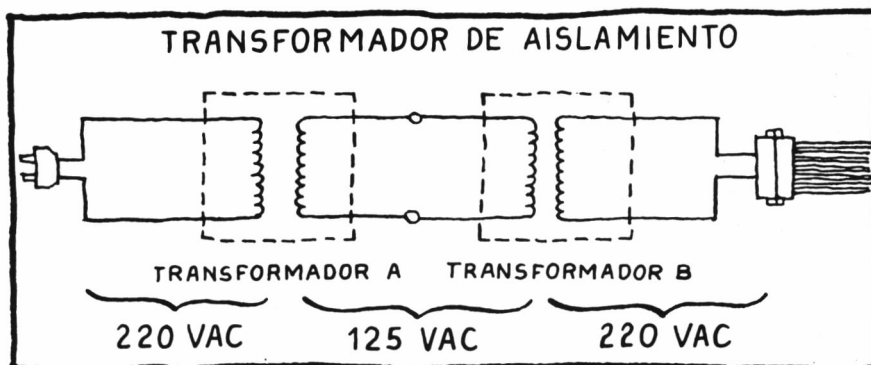 TRANSFORMADOR DE AISLAMIENTO
TRANSFORMADOR A TRANSFORMADOR B
220 VAC 125 VAC 220 VAC